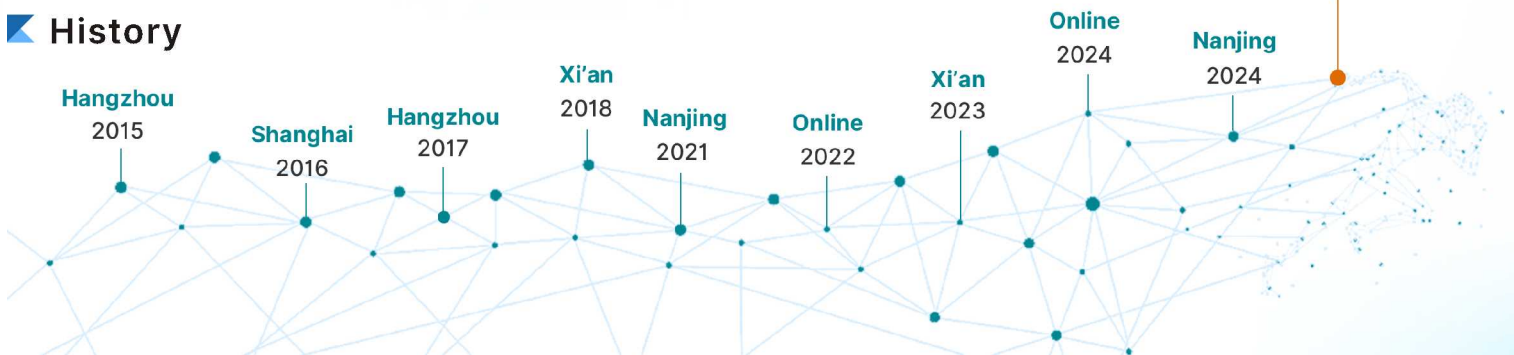 History
Hangzhou
2015
Shanghai
2016
Hangzhou
2017
Xi’an
2018
Nanjing
2021
Online
2022
Xi’an
2023
Online
2024
Nanjing
2024